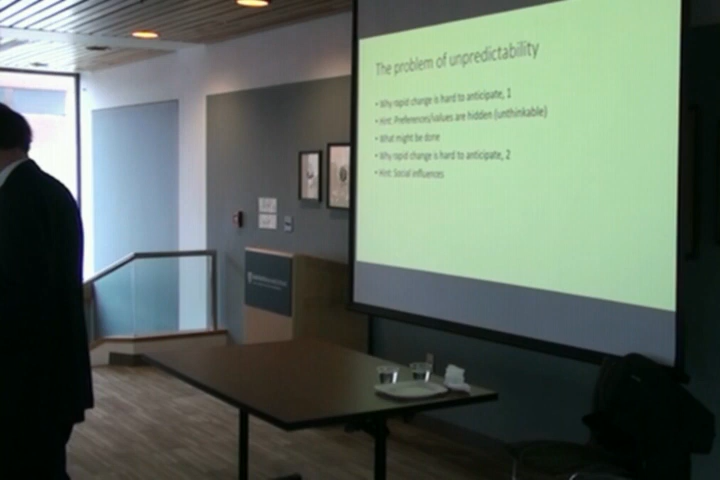 The problem of unpredictability
• Why rapid change is hard to anticipate, 1
• Hint: Preferences/values are hidden (unthinkable)
• What might be done
• Why rapid change is hard to anticipate, 2
• Hint: Social influences